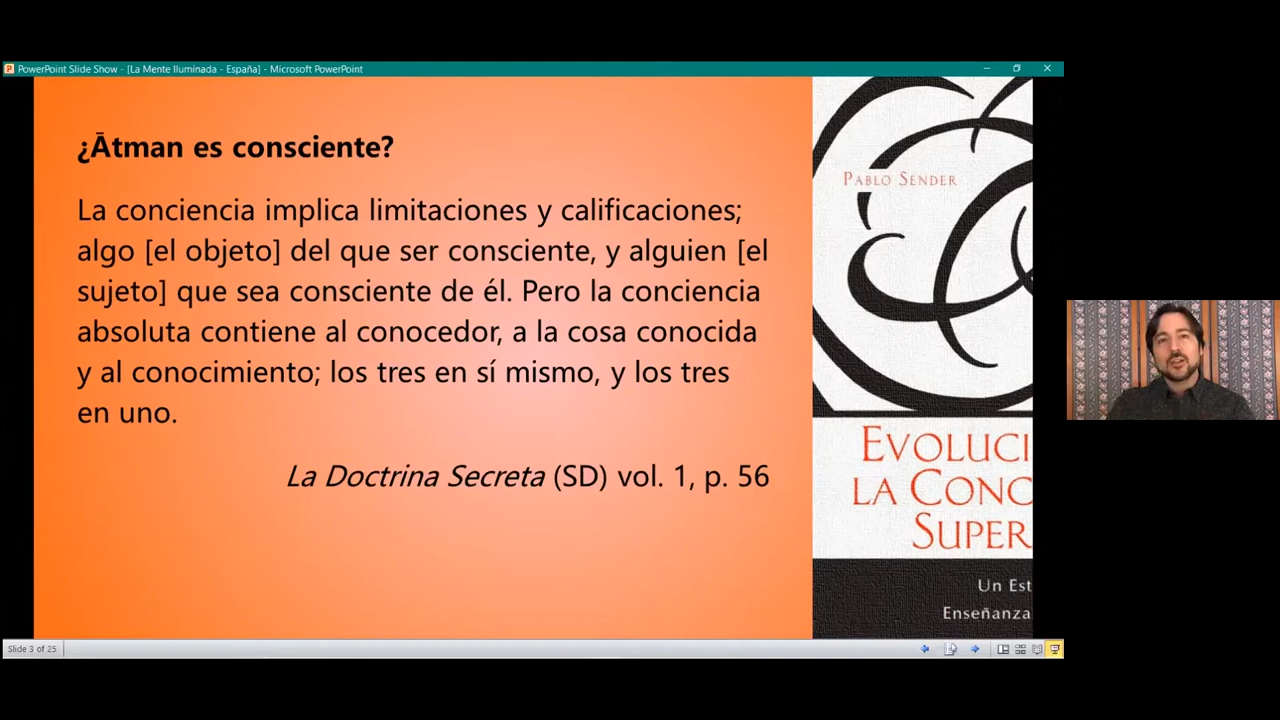 PowerPoint Slide Show - [La Mente Iluminada - España] - Microsoft PowerPoint
¿Ātman es consciente?
La conciencia implica limitaciones y calificaciones;
algo [el objeto] del que ser consciente, y alguien [el
sujeto] que sea consciente de él. Pero la conciencia
absoluta contiene al conocedor, a la cosa conocida
y al conocimiento; los tres en sí mismo, y los tres
en uno.
La Doctrina Secreta (SD) vol. 1, p. 56
PABLO SENDER
EVOLUCI
LA CONC
SUPER
Un Est
Enseñanza
Slide 3 of 25